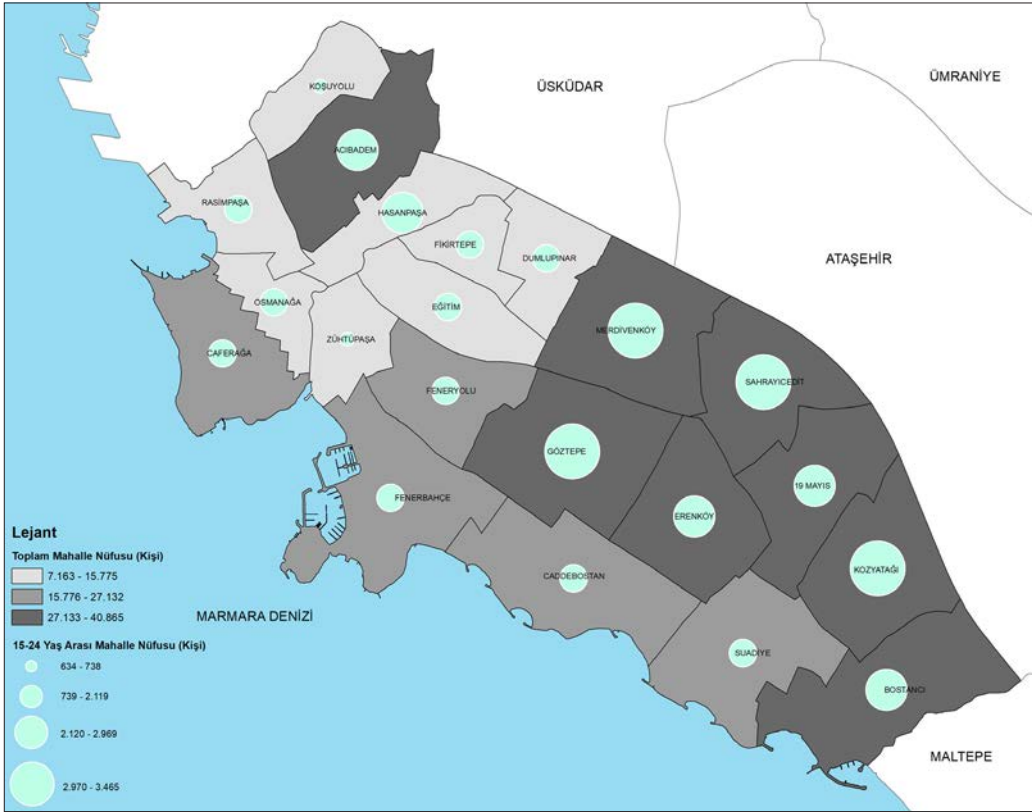 ÜSKÜDAR
ÜMRANİYE
KOŞUYOLU
ACIBADEM
RASİMPAŞA
HASANPAŞA
FİKİRTEPE
DUMLUPINAR
ATAŞEHİR
OSMANAĞA
EĞİTİM
ZÜHTÜPAŞA
MERDİVENKÖY
CAFERAĞA
FENERYOLU
SAHRAYICEDİT
GÖZTEPE
19 MAYIS
FENERBAHÇE
ERENKÖY
KOZYATAĞI
CADDEBOSTAN
SUADİYE
BOSTANCI
MALTEPE
MARMARA DENİZİ
Lejant
Toplam Mahalle Nüfusu (Kişi)
7.163 - 15.775
15.776 - 27.132
27.133 - 40.865
15-24 Yaş Arası Mahalle Nüfusu (Kişi)
634 - 738
739 - 2.119
2.120 - 2.969
2.970 - 3.465